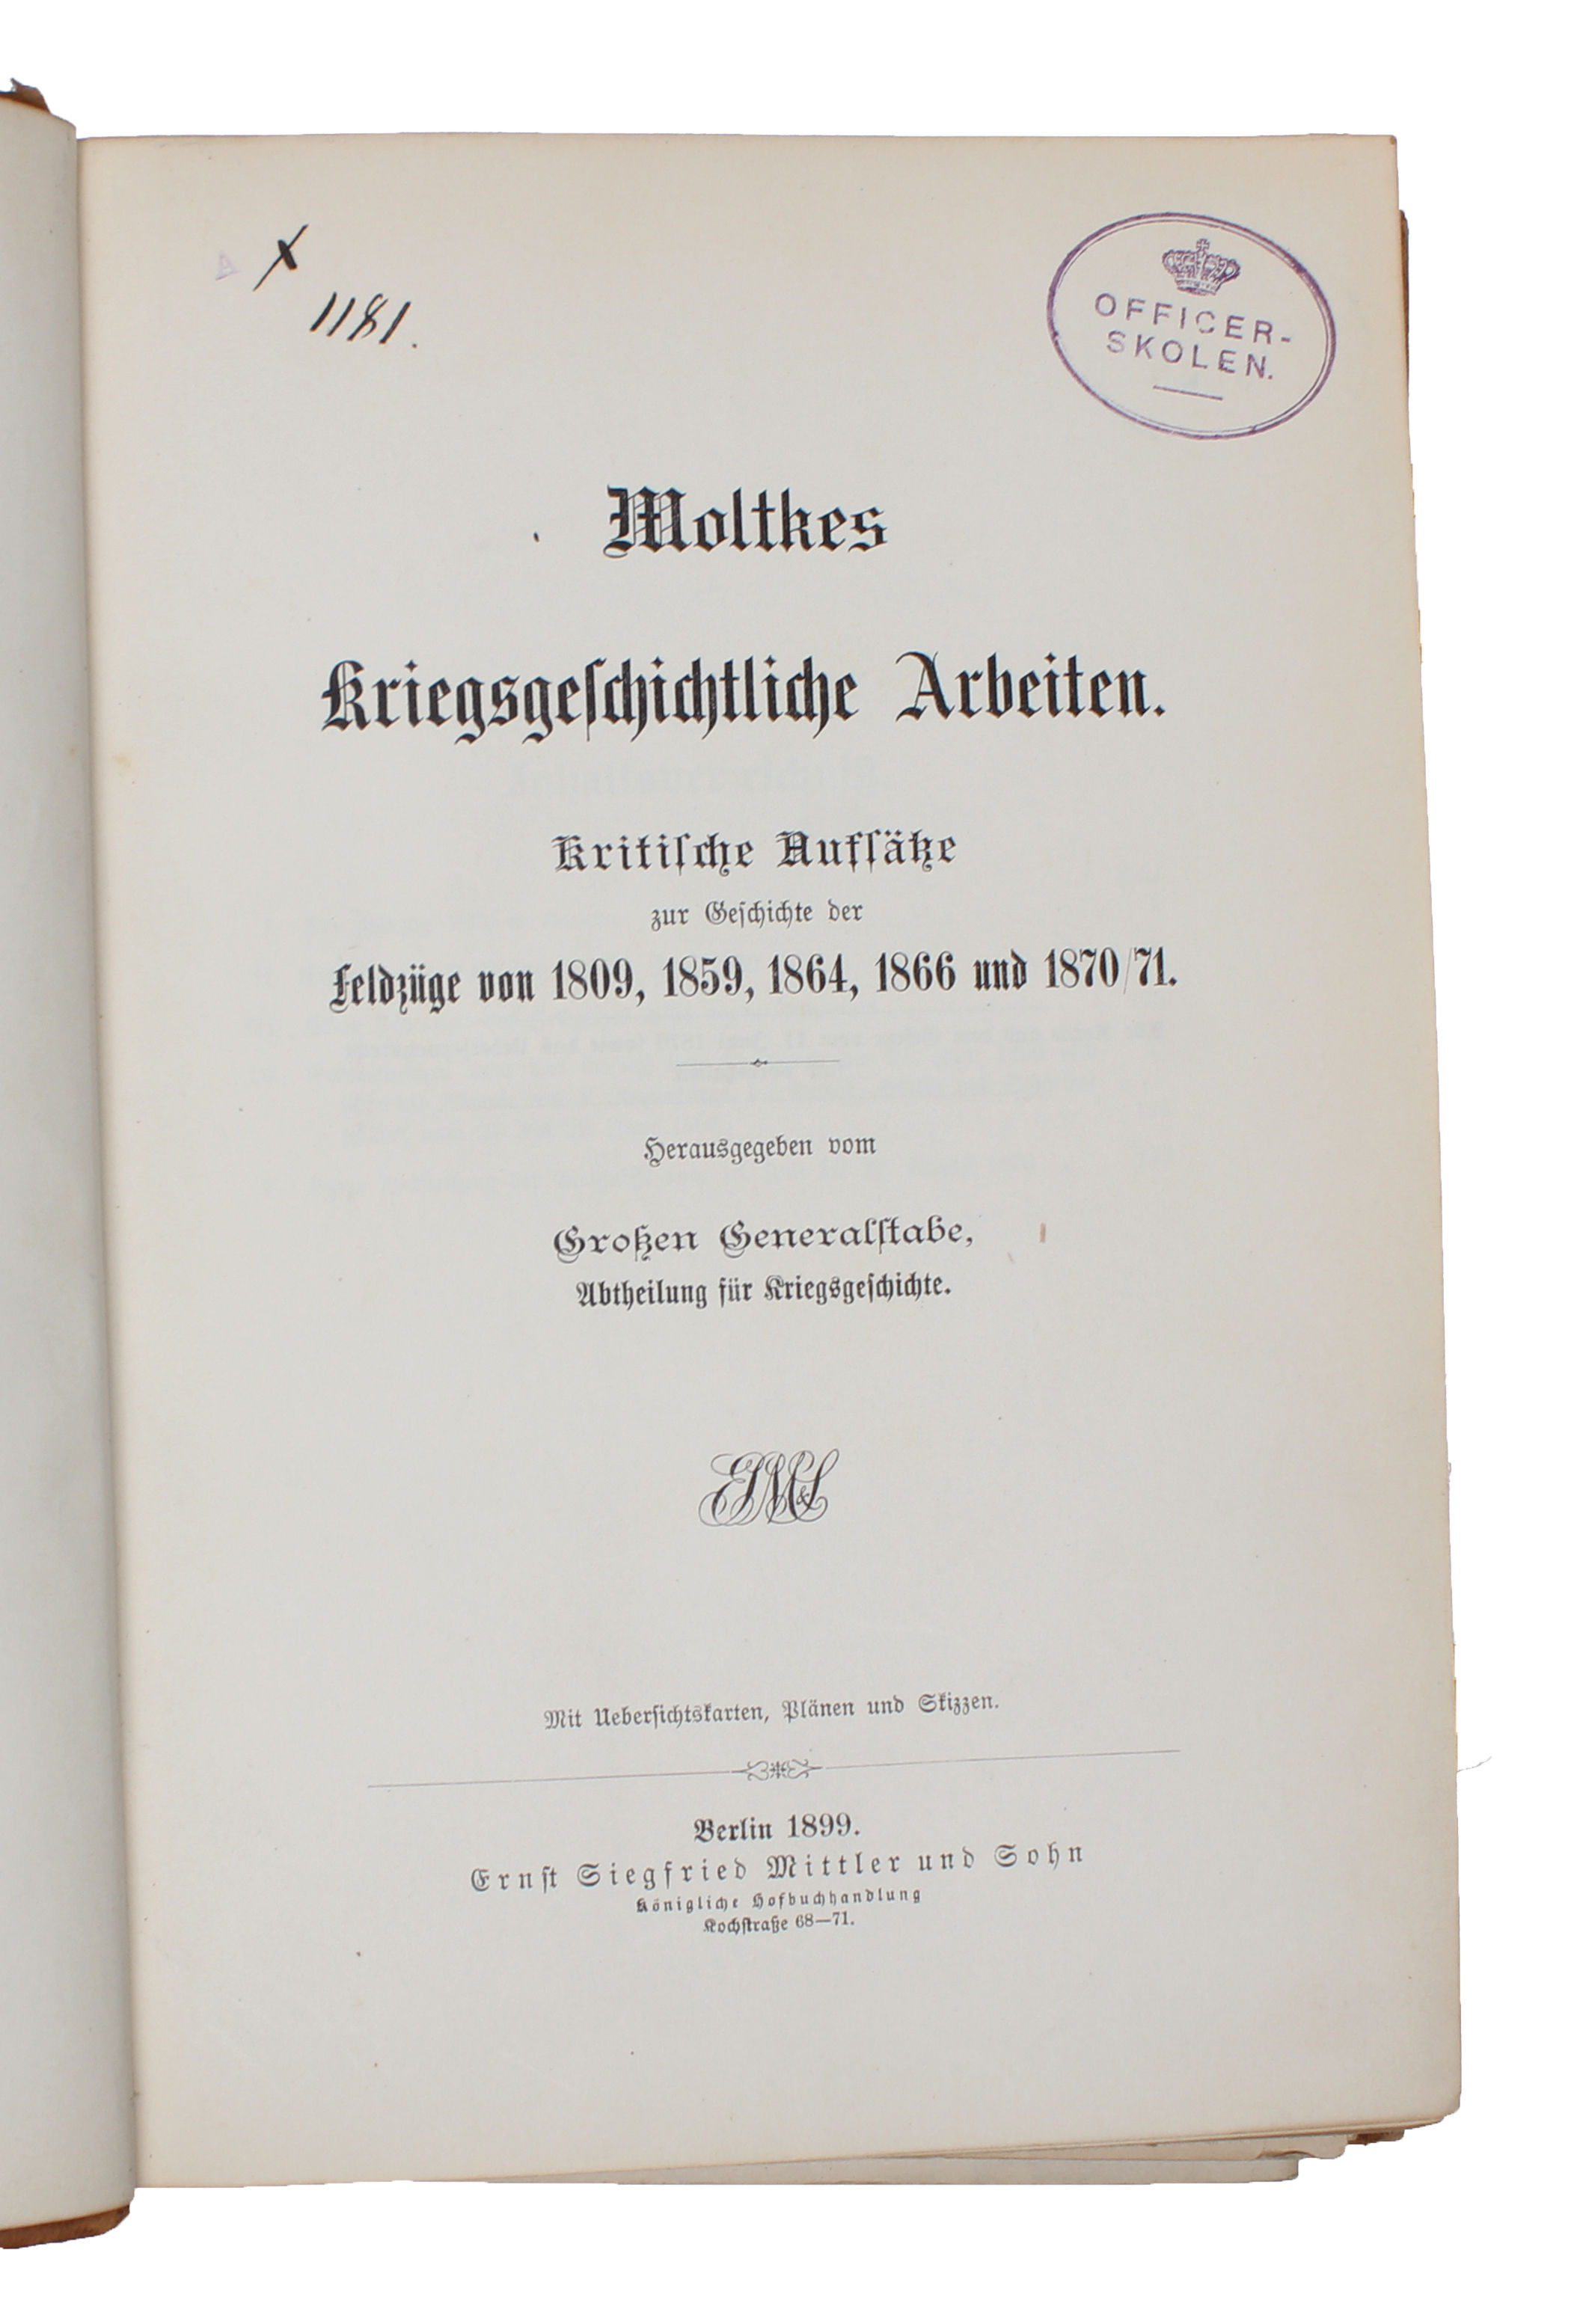 X
1181.
OFFICER-
SKOLEN.
Moltkes
Kriegsgeschichtliche Arbeiten.
Kritische Aufsätze
zur Geschichte der
Feldzüge von 1809, 1859, 1864, 1866 und 1870/71.
Herausgegeben vom
Großen Generalstabe,
Abtheilung für Kriegsgeschichte.
ESM&S
Mit Uebersichtskarten, Plänen und Skizzen.
Berlin 1899.
Ernst Siegfried Mittler und Sohn
Königliche Hofbuchhandlung
Kochstraße 68—71.